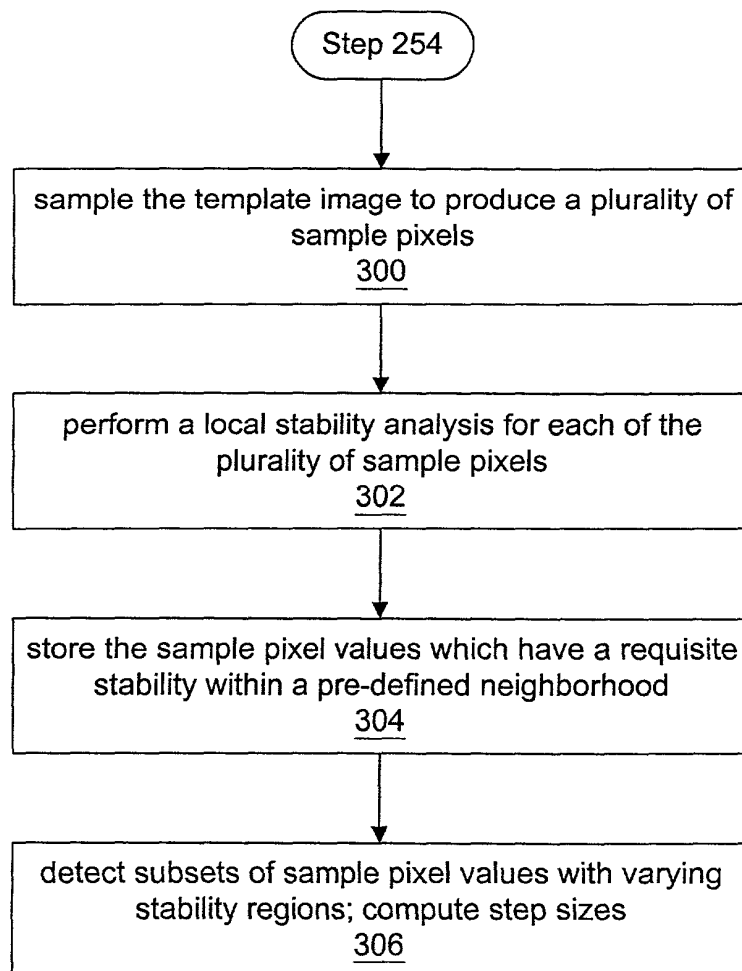 Step 254
sample the template image to produce a plurality of
sample pixels
300
perform a local stability analysis for each of the
plurality of sample pixels
302
store the sample pixel values which have a requisite
stability within a pre-defined neighborhood
304
detect subsets of sample pixel values with varying
stability regions; compute step sizes
306